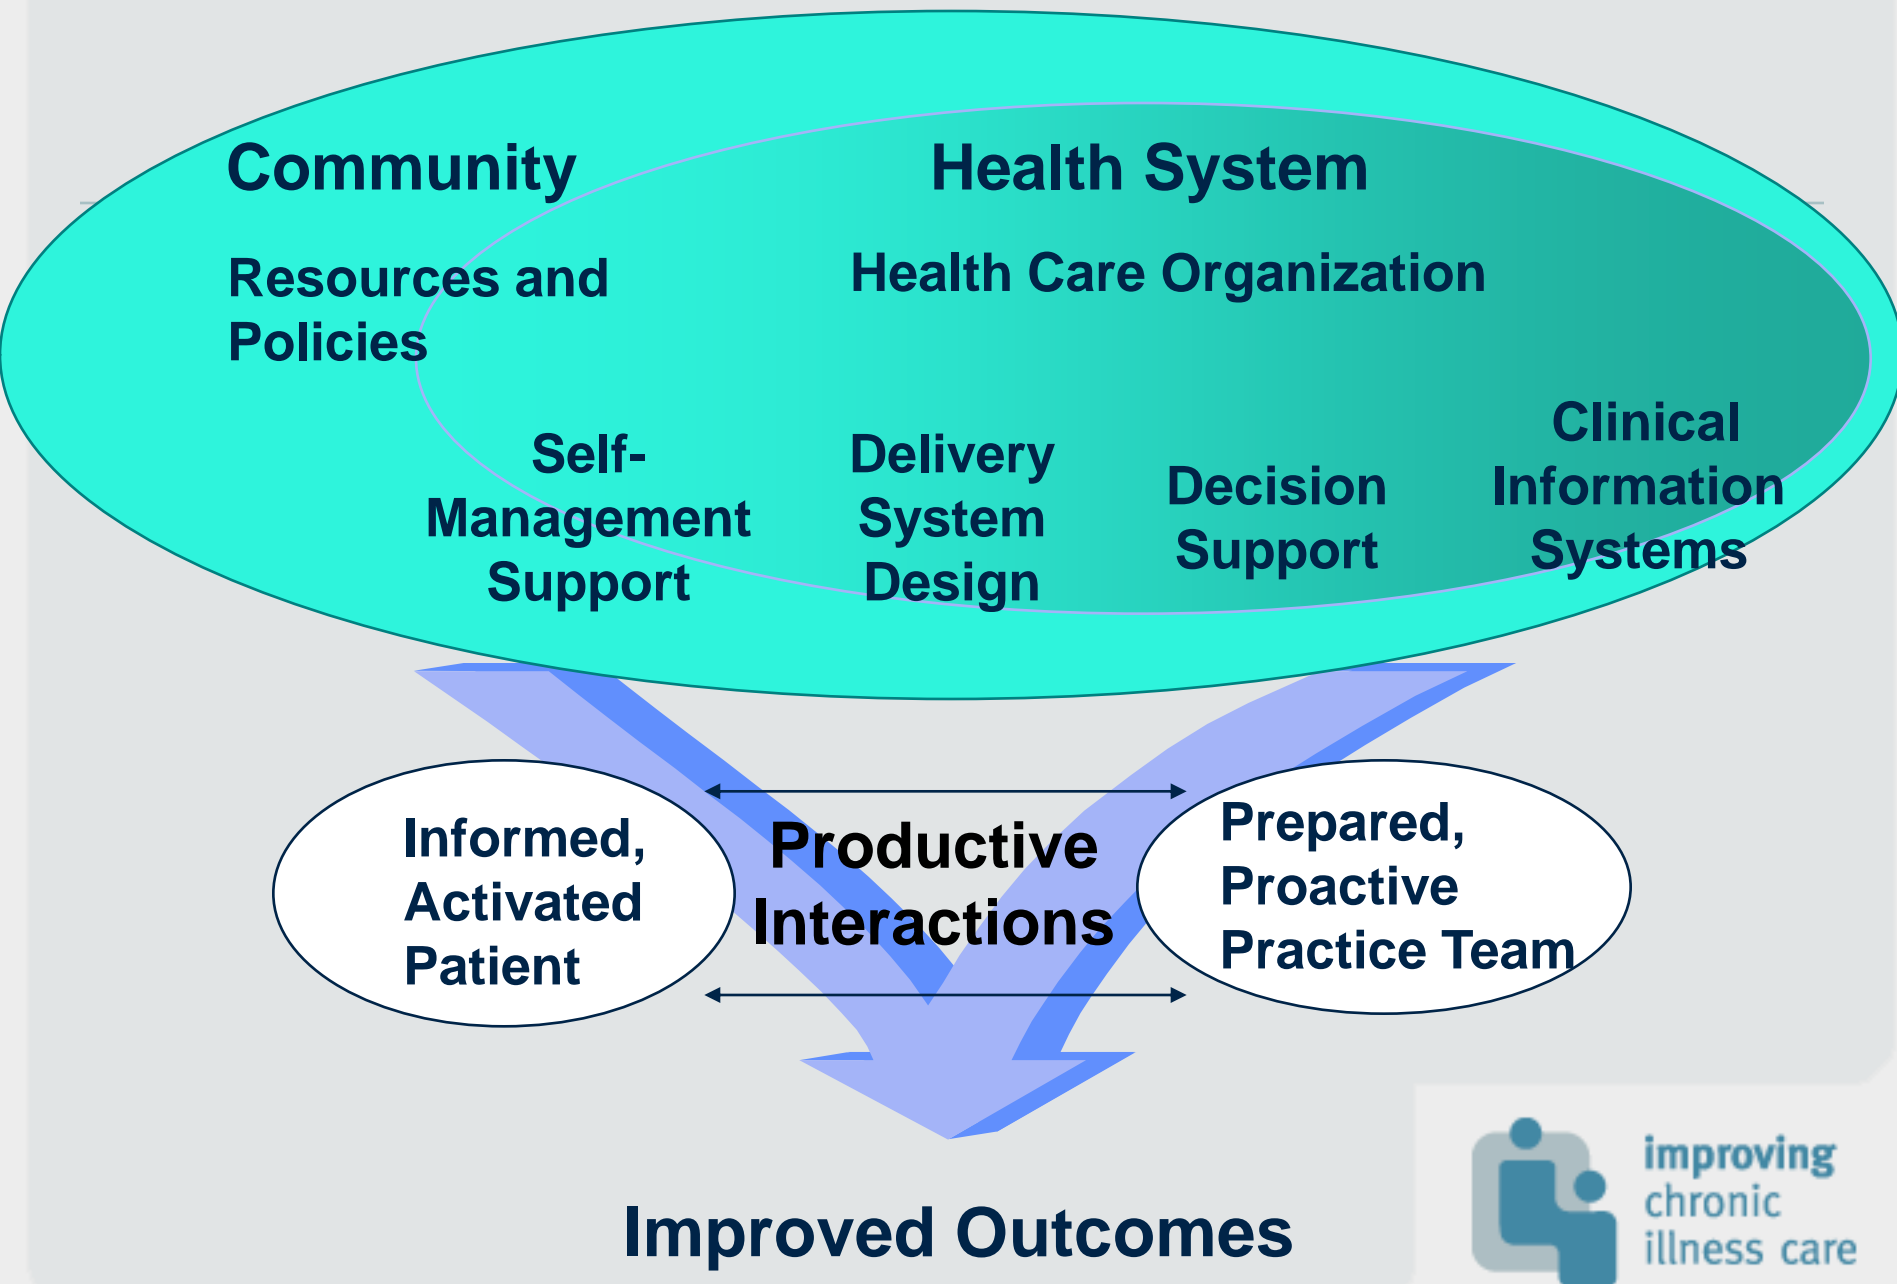 Community
Health System
Resources and
Policies
Health Care Organization
Self-
Management
Support
Delivery
System
Design
Decision
Support
Clinical
Information
Systems
Informed,
Activated
Patient
Productive
Interactions
Prepared,
Proactive
Practice Team
Improved Outcomes
improving
chronic
illness care